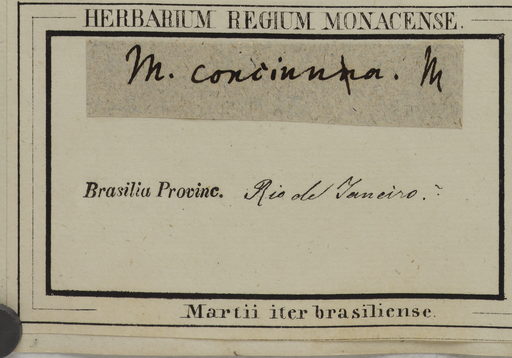 HERBARIUM REGIUM MONACENSE.
M. concinna. M
Brasilia Provinc. Rio de Janeiro.
Martii iter brasiliense.